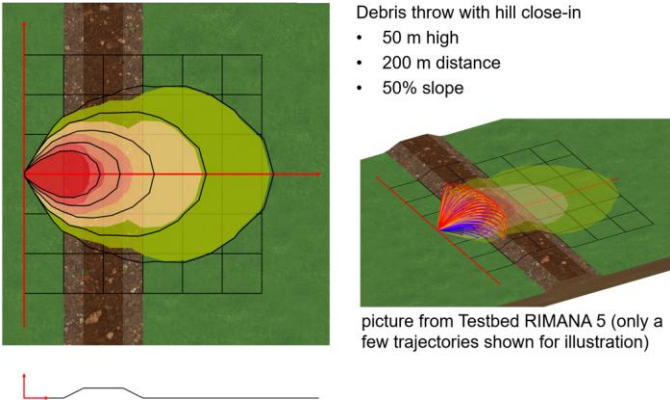 Debris throw with hill close-in
• 50 m high
• 200 m distance
• 50% slope
picture from Testbed RIMANA 5 (only a
few trajectories shown for illustration)